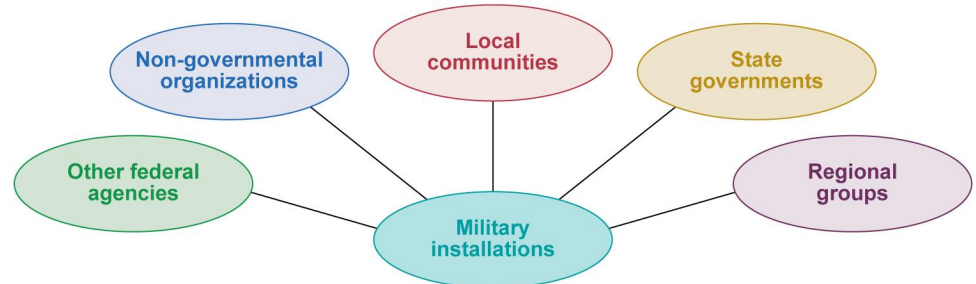 Non-governmental
organizations
Local
communities
State
governments
Other federal
agencies
Regional
groups
Military
installations